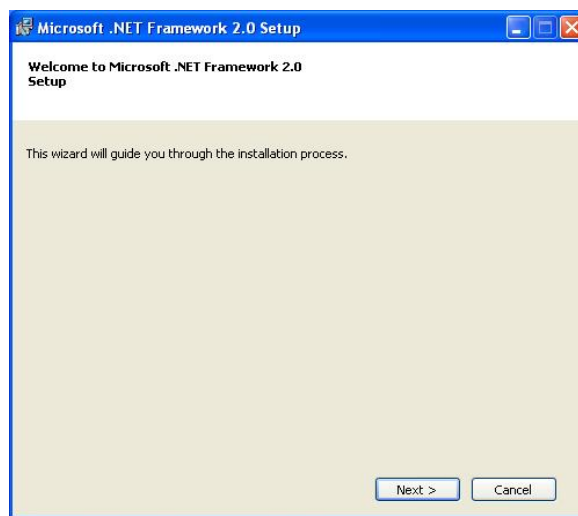 Microsoft .NET Framework 2.0 Setup
Welcome to Microsoft .NET Framework 2.0
Setup
This wizard will guide you through the installation process.
Next >
Cancel